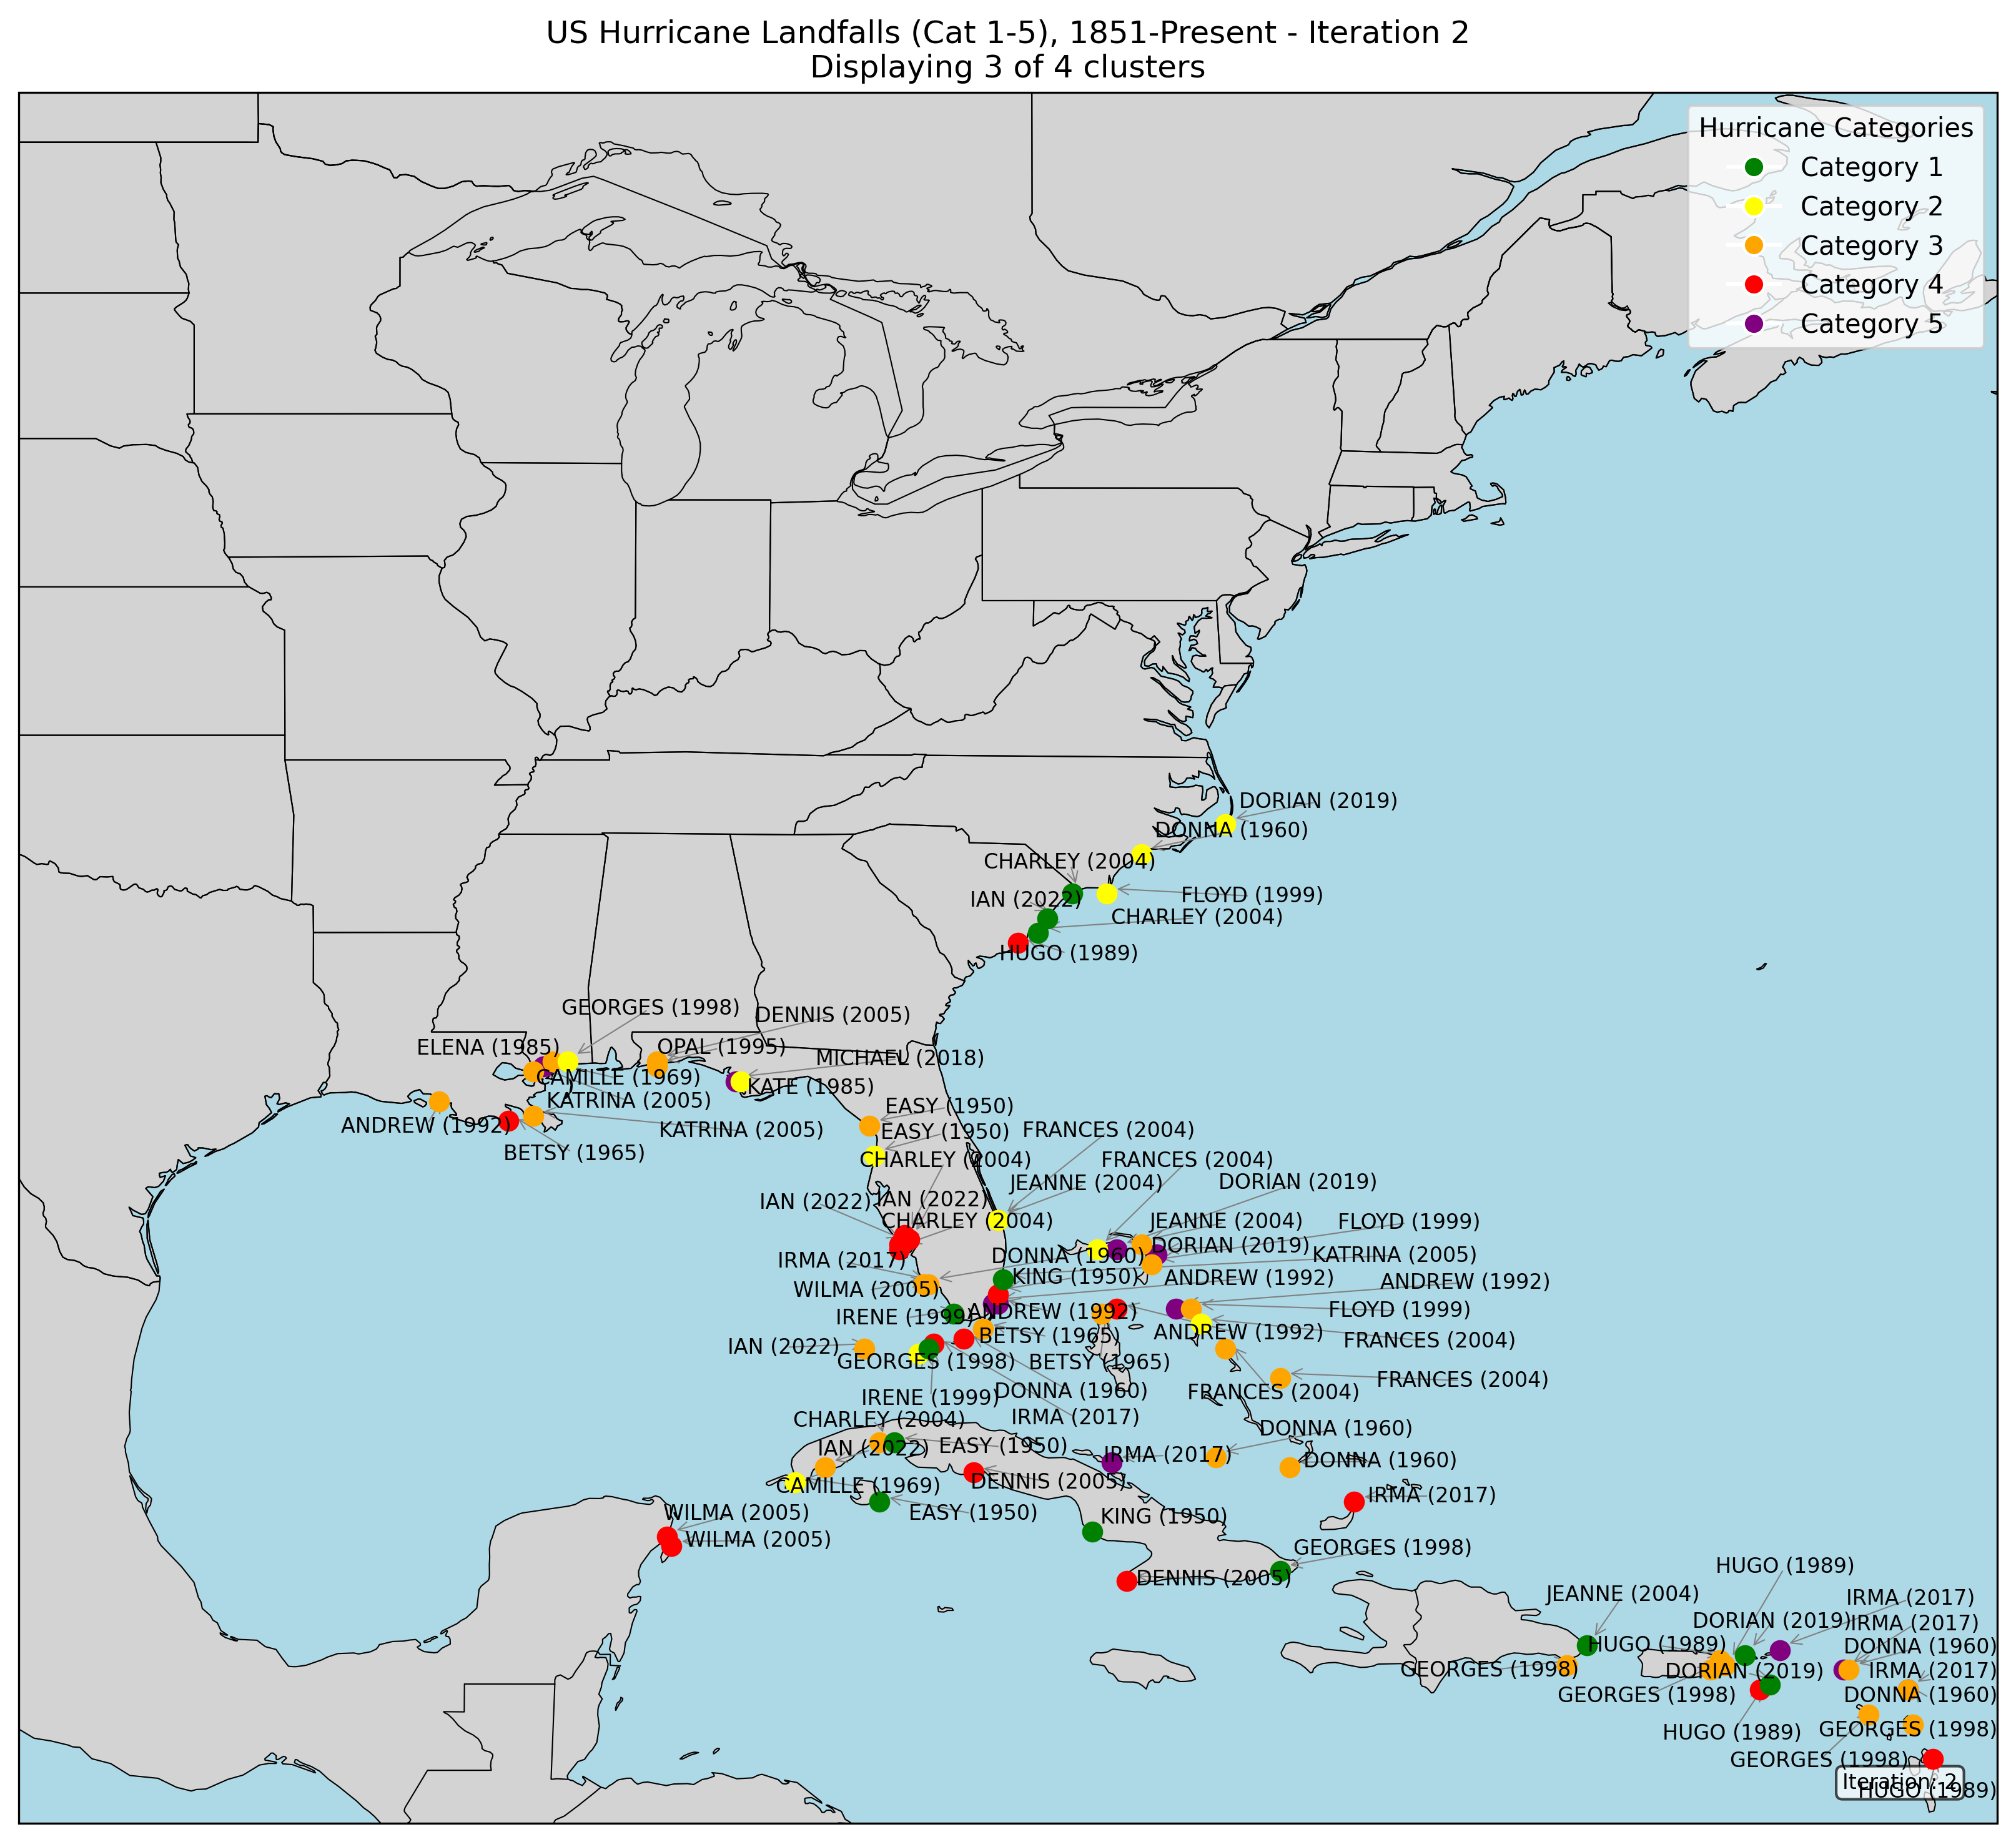 US Hurricane Landfalls (Cat 1-5), 1851-Present - Iteration 2
Displaying 3 of 4 clusters
Hurricane Categories
Category 1
Category 2
Category 3
Category 4
Category 5
DORIAN (2019)
DONNA (1960)
CHARLEY (2004)
FLOYD (1999)
IAN (2022)
CHARLEY (2004)
HUGO (1989)
GEORGES (1998)
DENNIS (2005)
ELENA (1985)
OPAL (1995)
MICHAEL (2018)
CAMILLE (1969)
KATE (1985)
KATRINA (2005)
EASY (1950)
ANDREW (1992)
KATRINA (2005)
EASY (1950)
FRANCES (2004)
BETSY (1965)
CHARLEY (2004)
FRANCES (2004)
JEANNE (2004)
DORIAN (2019)
IAN (2022)
IAN (2022)
CHARLEY (2004)
JEANNE (2004)
FLOYD (1999)
DORIAN (2019)
IRMA (2017)
DONNA (1960)
KATRINA (2005)
KING (1950)
ANDREW (1992)
ANDREW (1992)
WILMA (2005)
IRENE (1999)
ANDREW (1992)
FLOYD (1999)
BETSY (1965)
ANDREW (1992)
FRANCES (2004)
IAN (2022)
GEORGES (1998)
BETSY (1965)
FRANCES (2004)
FRANCES (2004)
IRENE (1999)
DONNA (1960)
IRMA (2017)
CHARLEY (2004)
DONNA (1960)
IAN (2022)
EASY (1950)
IRMA (2017)
DONNA (1960)
CAMILLE (1969)
DENNIS (2005)
IRMA (2017)
WILMA (2005)
EASY (1950)
KING (1950)
WILMA (2005)
GEORGES (1998)
DENNIS (2005)
HUGO (1989)
JEANNE (2004)
IRMA (2017)
DORIAN (2019)
IRMA (2017)
HUGO (1989)
DONNA (1960)
GEORGES (1998)
DORIAN (2019)
IRMA (2017)
GEORGES (1998)
DONNA (1960)
HUGO (1989)
GEORGES (1998)
GEORGES (1998)
Iteration: 2
HUGO (1989)